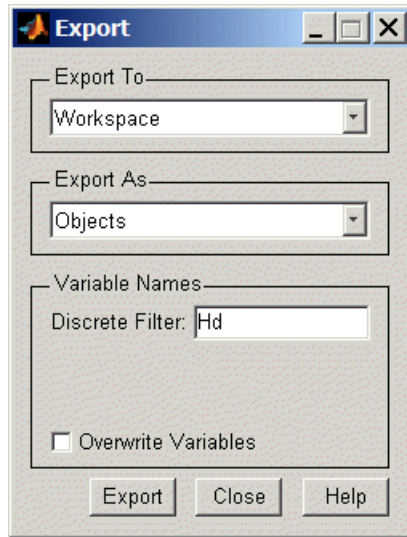 Export
Export To
Workspace
Export As
Objects
Variable Names
Discrete Filter: Hd
Overwrite Variables
Export Close Help